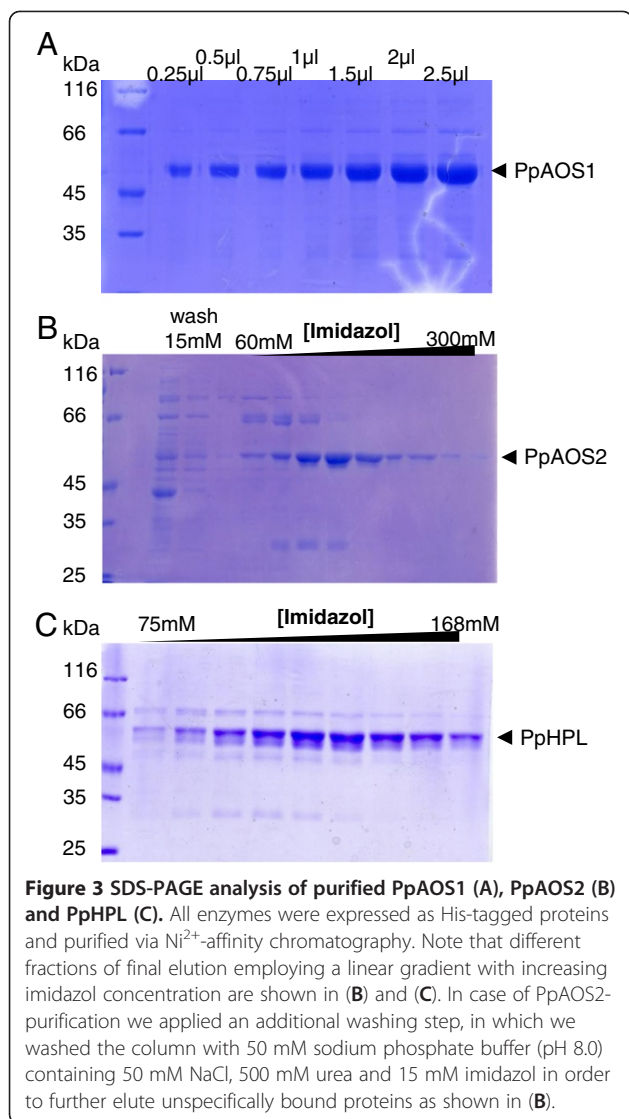 A
kDa
0.5µl 1µl 2µl
0.25µl 0.75µl 1.5µl 2.5µl
116
66
45
35
PpAOS1
B
wash
kDa 15mM 60mM [Imidazol] 300mM
116
66
45
35
25
PpAOS2
C
kDa 75mM [Imidazol] 168mM
116
66
45
35
25
PpHPL
Figure 3 SDS-PAGE analysis of purified PpAOS1 (A), PpAOS2 (B)
and PpHPL (C). All enzymes were expressed as His-tagged proteins
and purified via Ni²⁺-affinity chromatography. Note that different
fractions of final elution employing a linear gradient with increasing
imidazol concentration are shown in (B) and (C). In case of PpAOS2-
purification we applied an additional washing step, in which we
washed the column with 50 mM sodium phosphate buffer (pH 8.0)
containing 50 mM NaCl, 500 mM urea and 15 mM imidazol in order
to further elute unspecifically bound proteins as shown in (B).